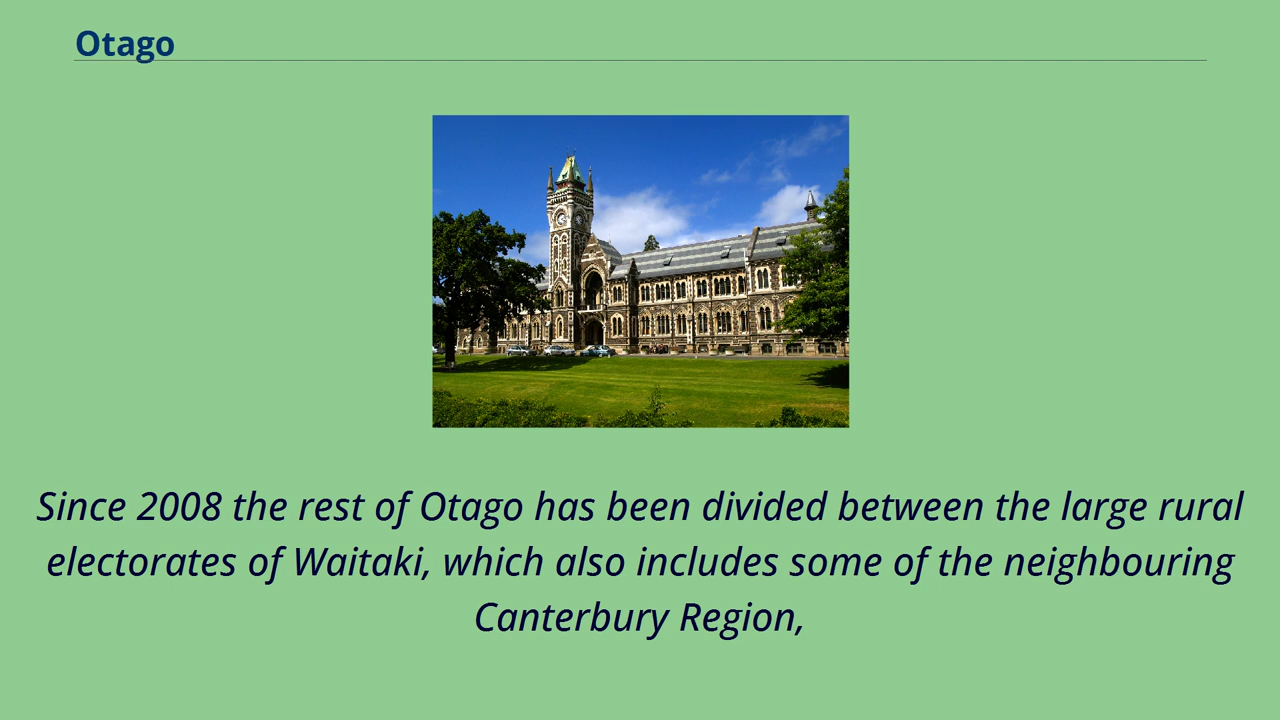 Otago
Since 2008 the rest of Otago has been divided between the large rural
electorates of Waitaki, which also includes some of the neighbouring
Canterbury Region,